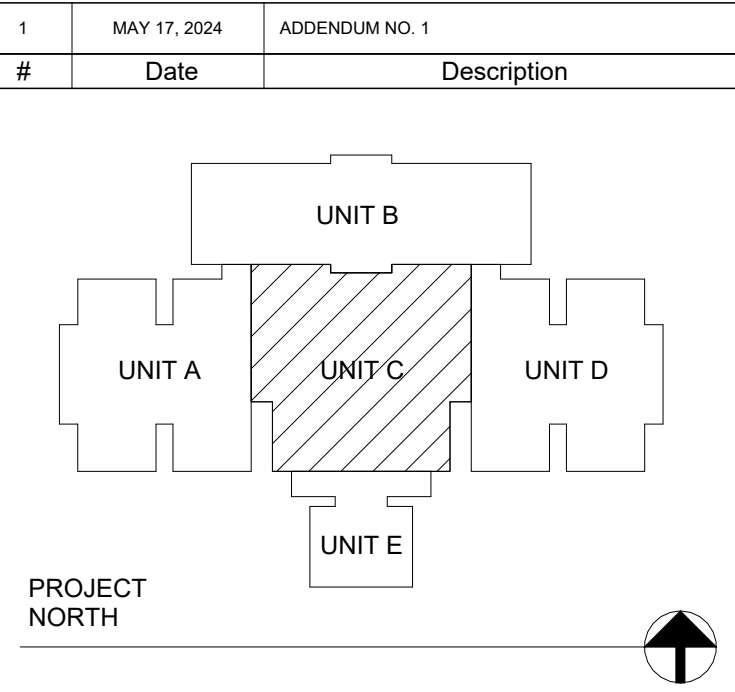 1 MAY 17, 2024 ADDENDUM NO. 1
# Date Description
UNIT B
UNIT A UNIT C UNIT D
UNIT E
PROJECT
NORTH